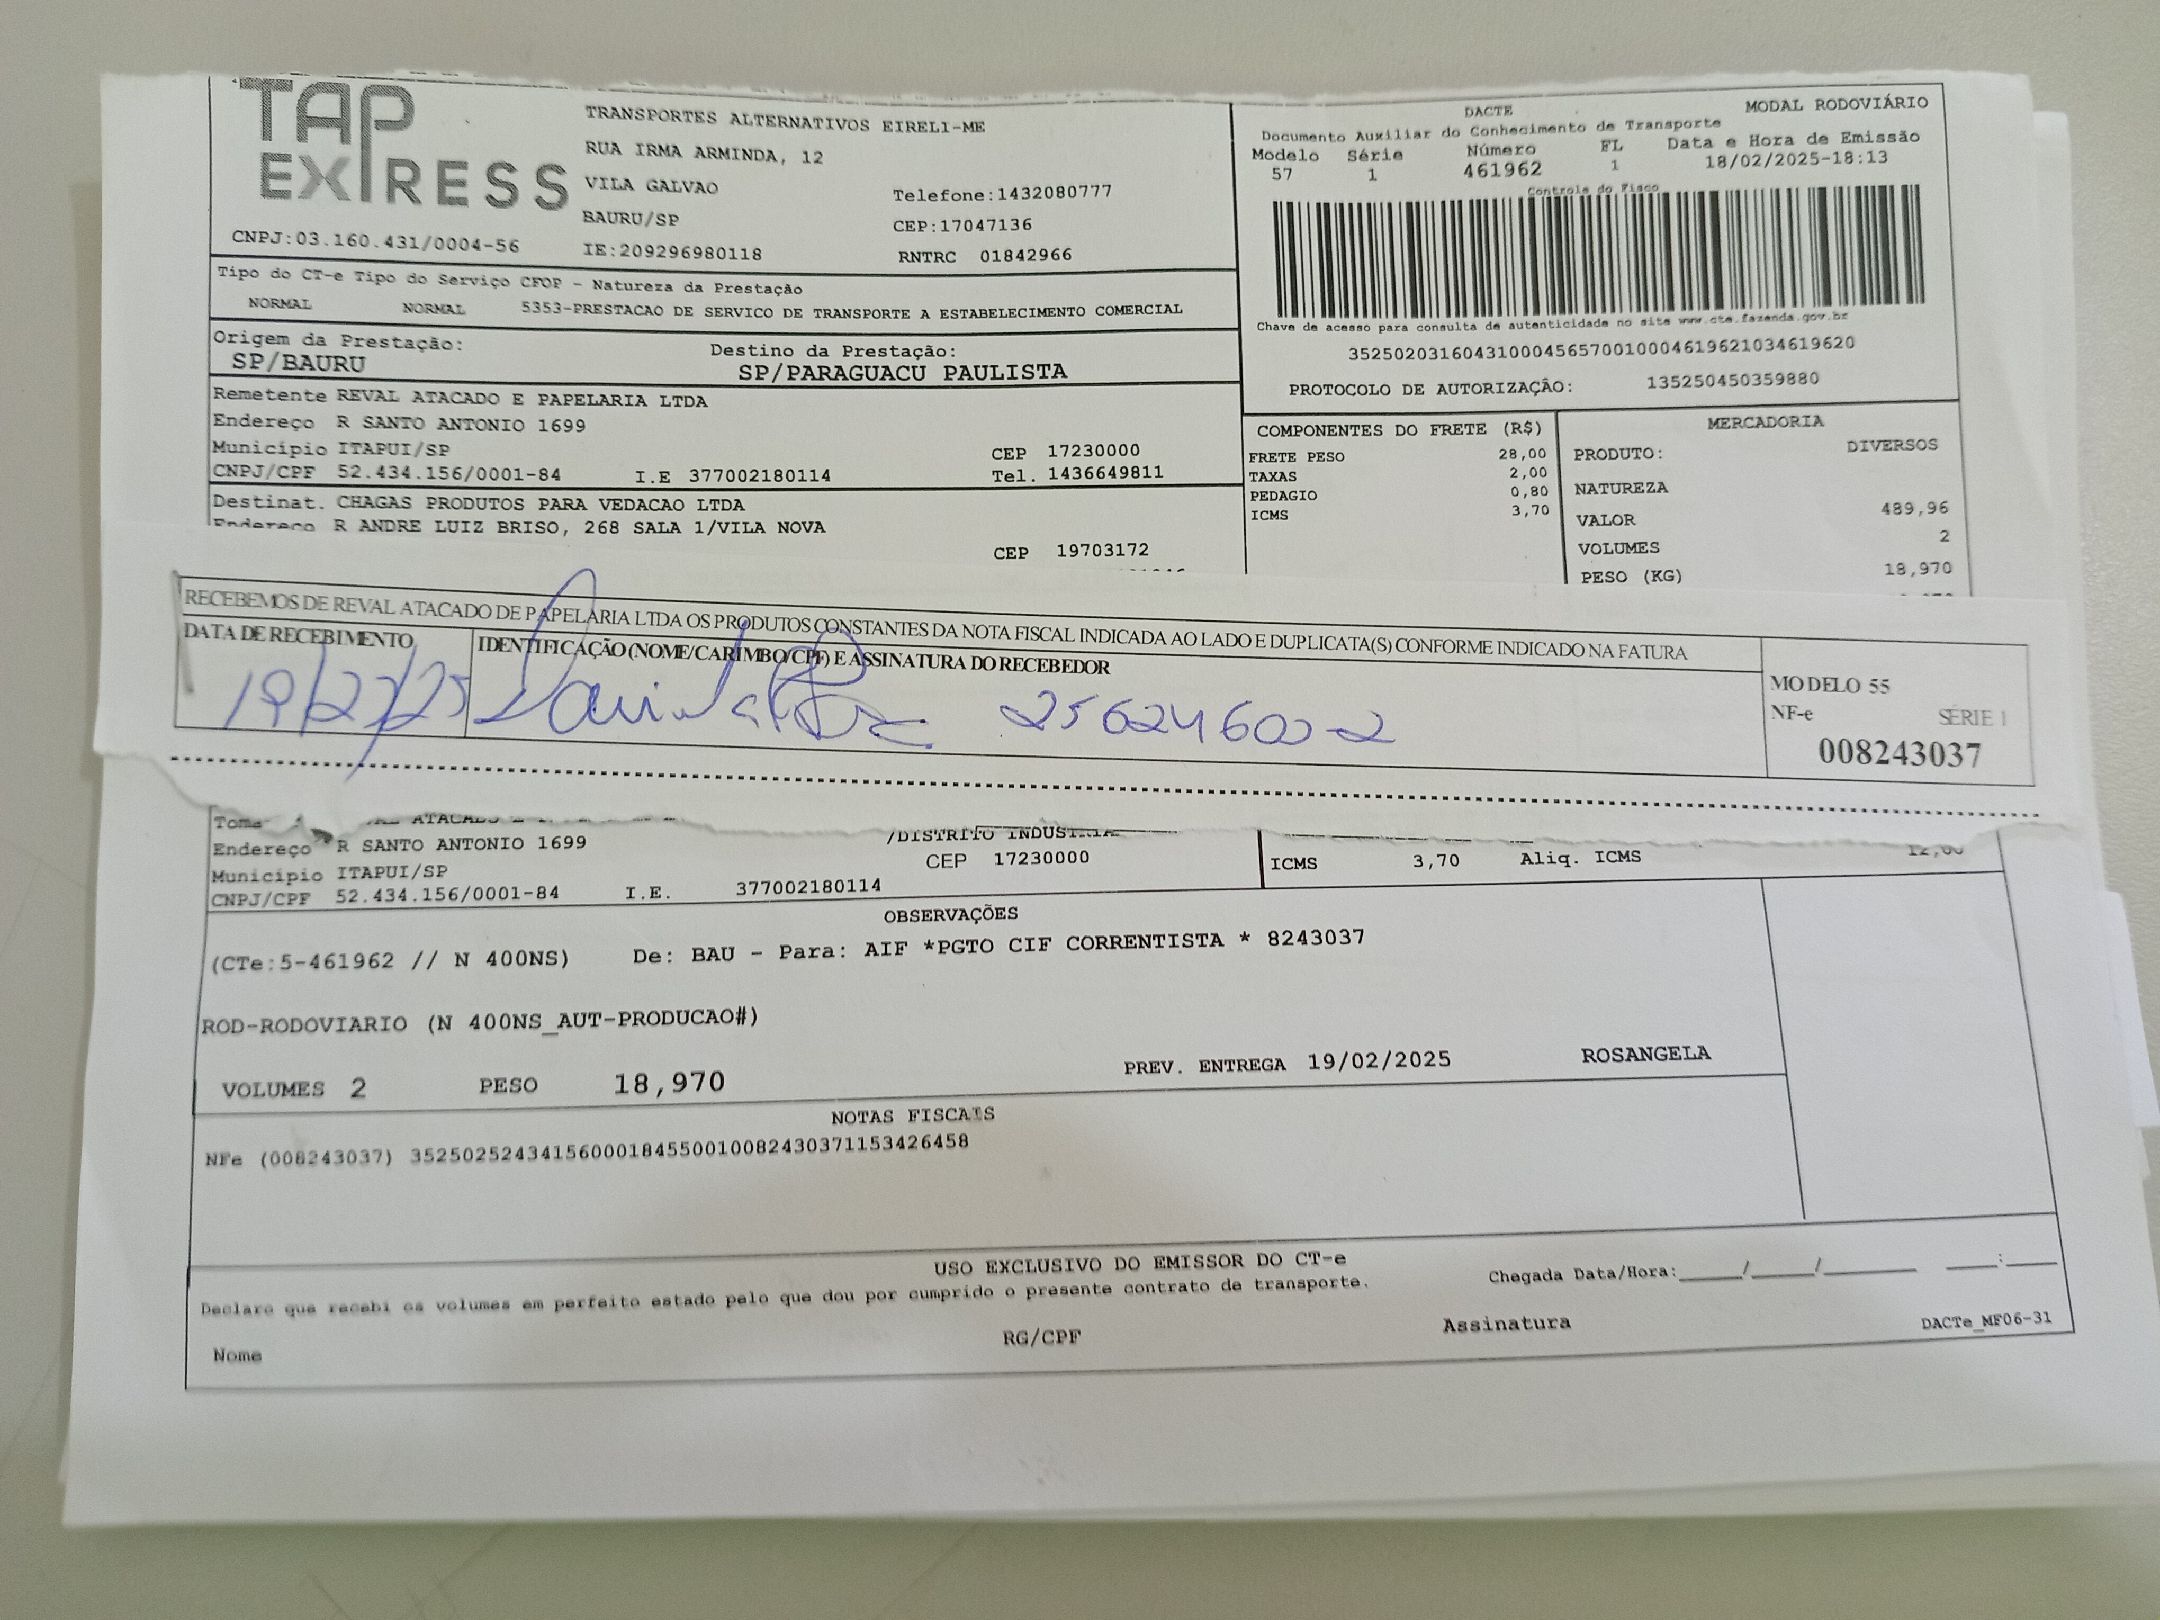 TAP
EXPRESS
CNPJ:03.160.431/0004-56
TRANSPORTES ALTERNATIVOS EIRELI-ME
RUA IRMA ARMINDA, 12
VILA GALVAO
Telefone:1432080777
BAURU/SP
CEP:17047136
IE:209296980118
RNTRC 01842966
DACTE
MODAL RODOVIÁRIO
Documento Auxiliar do Conhecimento de Transporte
Modelo Série Número FL Data e Hora de Emissão
57 1 461962 1 18/02/2025-18:13
Controle do Fisco
Chave de acesso para consulta de autenticidade no site www.cte.fazenda.gov.br
35250203160431000456570010004619621034619620
PROTOCOLO DE AUTORIZAÇÃO: 135250450359880
Tipo do CT-e Tipo do Serviço CFOP - Natureza da Prestação
NORMAL NORMAL 5353-PRESTACAO DE SERVICO DE TRANSPORTE A ESTABELECIMENTO COMERCIAL
Origem da Prestação:
SP/BAURU
Destino da Prestação:
SP/PARAGUACU PAULISTA
Remetente REVAL ATACADO E PAPELARIA LTDA
Endereço R SANTO ANTONIO 1699
Município ITAPUI/SP CEP 17230000
CNPJ/CPF 52.434.156/0001-84 I.E 377002180114 Tel. 1436649811
Destinat. CHAGAS PRODUTOS PARA VEDACAO LTDA
Endereço R ANDRE LUIZ BRISO, 268 SALA 1/VILA NOVA
CEP 19703172
COMPONENTES DO FRETE (R$)
FRETE PESO 28,00
TAXAS 2,00
PEDAGIO 0,80
ICMS 3,70
MERCADORIA
PRODUTO: DIVERSOS
NATUREZA
VALOR 489,96
VOLUMES 2
PESO (KG) 18,970
RECEBEMOS DE REVAL ATACADO DE PAPELARIA LTDA OS PRODUTOS CONSTANTES DA NOTA FISCAL INDICADA AO LADO E DUPLICATA(S) CONFORME INDICADO NA FATURA
DATA DE RECEBIMENTO
IDENTIFICAÇÃO (NOME/CARIMBO/CPF) E ASSINATURA DO RECEBEDOR
25624600-2
MODELO 55
NF-e SÉRIE 1
008243037
ATACADO
Endereço R SANTO ANTONIO 1699 /DISTRITO
Município ITAPUI/SP CEP 17230000
CNPJ/CPF 52.434.156/0001-84 I.E. 377002180114
ICMS 3,70 Aliq. ICMS 12,00
OBSERVAÇÕES
(CTe:5-461962 // N 400NS) De: BAU - Para: AIF *PGTO CIF CORRENTISTA * 8243037
ROD-RODOVIARIO (N 400NS_AUT-PRODUCAO#)
VOLUMES 2 PESO 18,970 PREV. ENTREGA 19/02/2025 ROSANGELA
NOTAS FISCAIS
NFe (008243037) 35250252434156000184550010082430371153426458
USO EXCLUSIVO DO EMISSOR DO CT-e
Declaro que recebi os volumes em perfeito estado pelo que dou por cumprido o presente contrato de transporte.
Chegada Data/Hora:_____/_____/_______ ____:____
Nome RG/CPF Assinatura DACTe_MF06-31